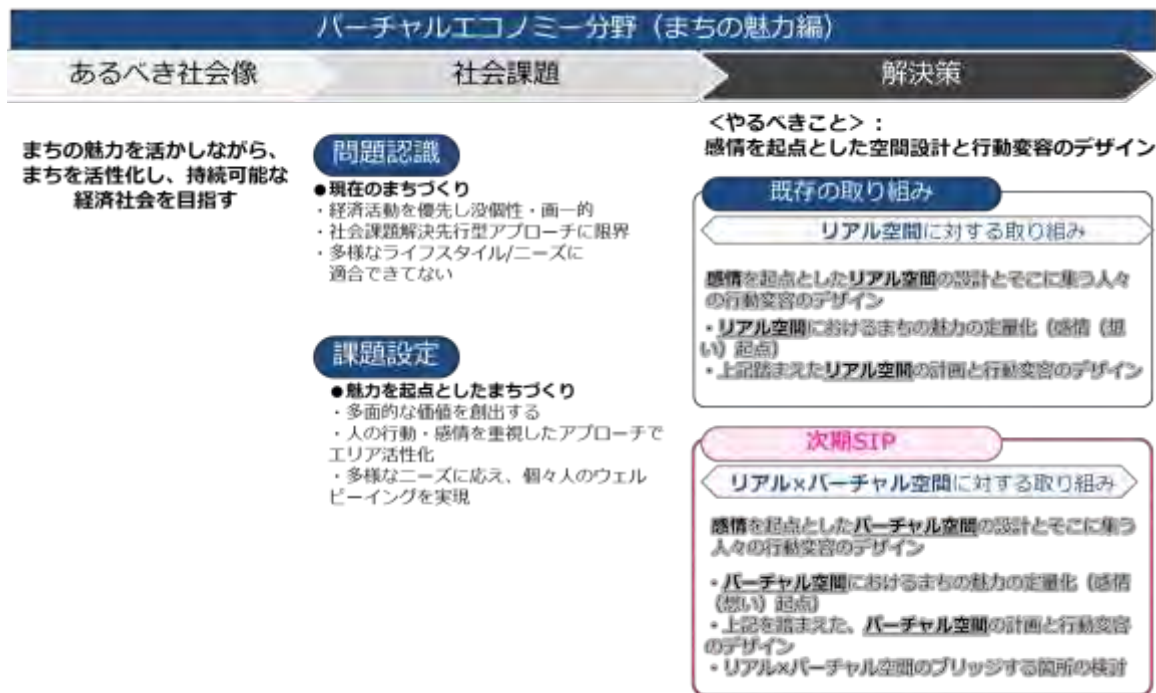 バーチャルエコノミー分野（まちの魅力編）
あるべき社会像
社会課題
解決策
まちの魅力を活かしながら、
まちを活性化し、持続可能な
経済社会を目指す
問題認識
●現在のまちづくり
・経済活動を優先し没個性・画一的
・社会課題解決先行型アプローチに限界
・多様なライフスタイル/ニーズに
適合できてない
課題設定
●魅力を起点としたまちづくり
・多面的な価値を創出する
・人の行動・感情を重視したアプローチで
エリア活性化
・多様なニーズに応え、個々人のウェル
ビーイングを実現
＜やるべきこと＞：
感情を起点とした空間設計と行動変容のデザイン
既存の取り組み
リアル空間に対する取り組み
感情を起点としたリアル空間の設計とそこに集う人々
の行動変容のデザイン
・リアル空間におけるまちの魅力の定量化（感情（想
い）起点）
・上記踏まえたリアル空間の計画と行動変容のデザイン
次期SIP
リアル×バーチャル空間に対する取り組み
感情を起点としたバーチャル空間の設計とそこに集う
人々の行動変容のデザイン
・バーチャル空間におけるまちの魅力の定量化（感情
（想い）起点）
・上記を踏まえた、バーチャル空間の計画と行動変容
のデザイン
・リアル×バーチャル空間のブリッジする箇所の検討